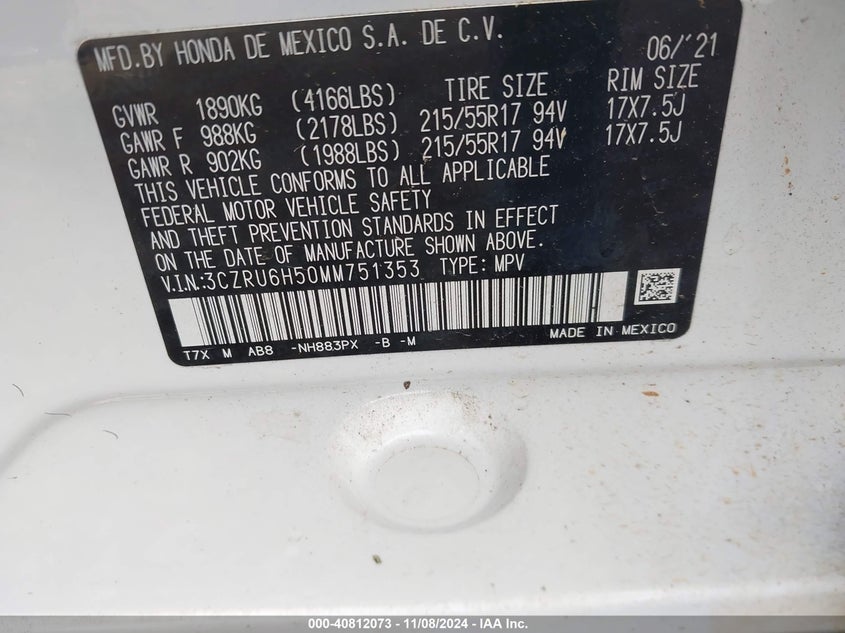 MFD.BY HONDA DE MEXICO S.A. DE C.V. 06/'21
GVWR 1890KG (4166LBS) TIRE SIZE RIM SIZE
GAWR F 988KG (2178LBS) 215/55R17 94V 17X7.5J
GAWR R 902KG (1988LBS) 215/55R17 94V 17X7.5J
THIS VEHICLE CONFORMS TO ALL APPLICABLE
FEDERAL MOTOR VEHICLE SAFETY
AND THEFT PREVENTION STANDARDS IN EFFECT
ON THE DATE OF MANUFACTURE SHOWN ABOVE.
V.I.N:3CZRU6H50MM751353 TYPE: MPV
T7X M AB8 -NH883PX -B -M MADE IN MEXICO
000-40812073 - 11/08/2024 - IAA Inc.